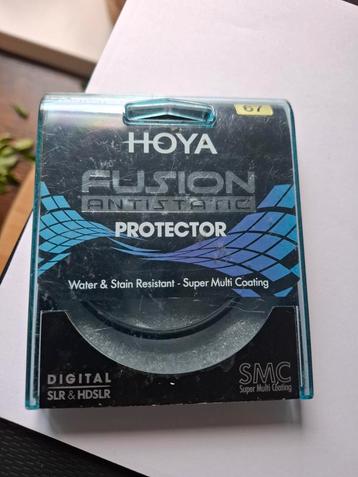 67
HOYA
FUSION
ANTISTATIC
PROTECTOR
Water & Stain Resistant - Super Multi Coating
DIGITAL
SLR & HDSLR
SMC
Super Multi Coating